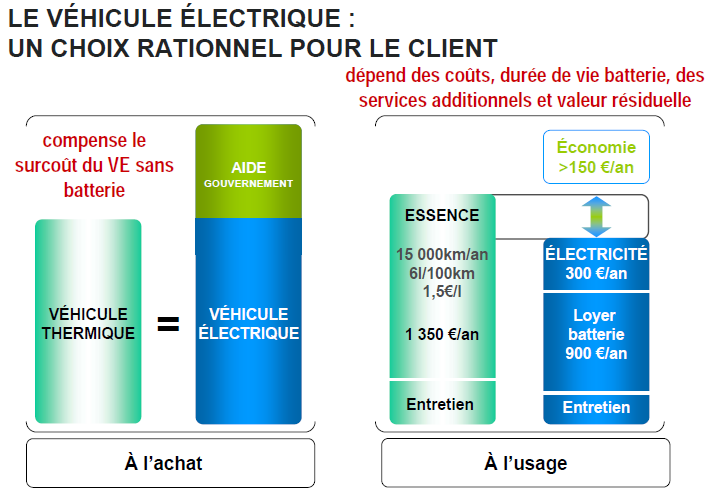 LE VÉHICULE ÉLECTRIQUE :
UN CHOIX RATIONNEL POUR LE CLIENT
dépend des coûts, durée de vie batterie, des
services additionnels et valeur résiduelle
compense le
surcoût du VE sans
batterie
AIDE
GOUVERNEMENT
VÉHICULE
THERMIQUE
=
VÉHICULE
ÉLECTRIQUE
À l’achat
Économie
>150 €/an
ESSENCE
15 000km/an
6l/100km
1,5€/l
1 350 €/an
Entretien
ÉLECTRICITÉ
300 €/an
Loyer
batterie
900 €/an
Entretien
À l’usage